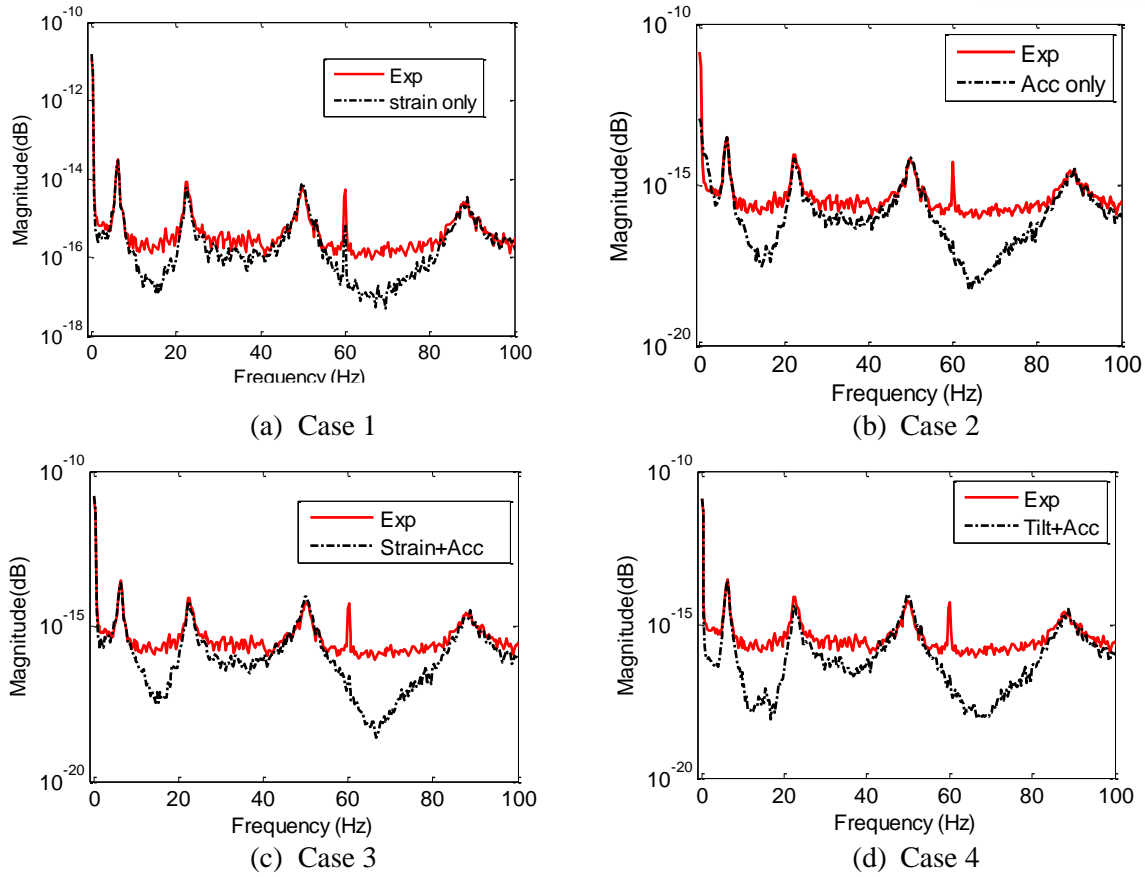 10^-10
10^-12
10^-14
10^-16
10^-18
Magnitude(dB)
Exp
strain only
0 20 40 60 80 100
Frequency (Hz)
(a) Case 1
10^-10
10^-15
10^-20
Magnitude(dB)
Exp
Acc only
0 20 40 60 80 100
Frequency (Hz)
(b) Case 2
10^-10
10^-15
10^-20
Magnitude(dB)
Exp
Strain+Acc
0 20 40 60 80 100
Frequency (Hz)
(c) Case 3
10^-10
10^-15
10^-20
Magnitude(dB)
Exp
Tilt+Acc
0 20 40 60 80 100
Frequency (Hz)
(d) Case 4